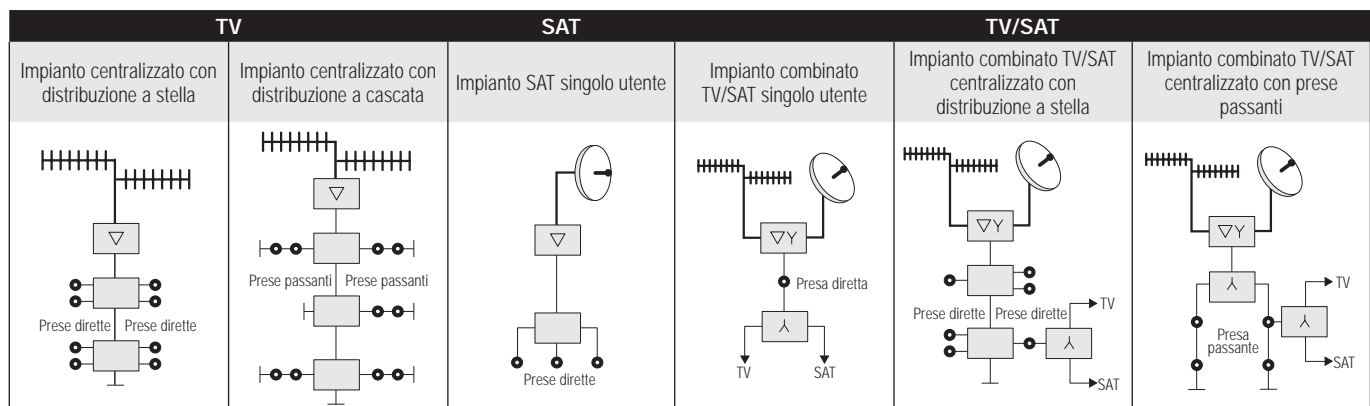 TV
SAT
TV/SAT
Impianto centralizzato con
distribuzione a stella
Impianto centralizzato con
distribuzione a cascata
Impianto SAT singolo utente
Impianto combinato
TV/SAT singolo utente
Impianto combinato TV/SAT
centralizzato con
distribuzione a stella
Impianto combinato TV/SAT
centralizzato con prese
passanti
Prese dirette
Prese dirette
Prese passanti
Prese passanti
Prese dirette
Presa diretta
TV
SAT
Prese dirette
Prese dirette
TV
SAT
Presa
passante
TV
SAT